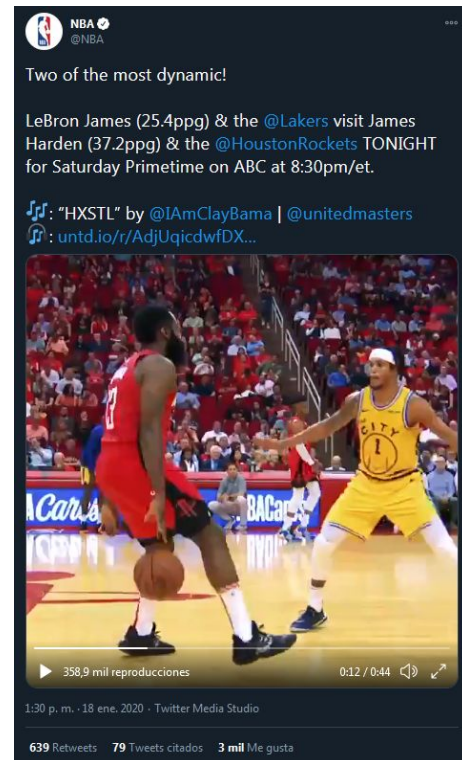 NBA
@NBA
Two of the most dynamic!
LeBron James (25.4ppg) & the @Lakers visit James
Harden (37.2ppg) & the @HoustonRockets TONIGHT
for Saturday Primetime on ABC at 8:30pm/et.
: “HXSTL” by @IAmClayBama | @unitedmasters
: untd.io/r/AdjUqicdwfDX...
13
CITY
1
358,9 mil reproducciones
0:12 / 0:44
1:30 p. m. · 18 ene. 2020 · Twitter Media Studio
639 Retweets 79 Tweets citados 3 mil Me gusta